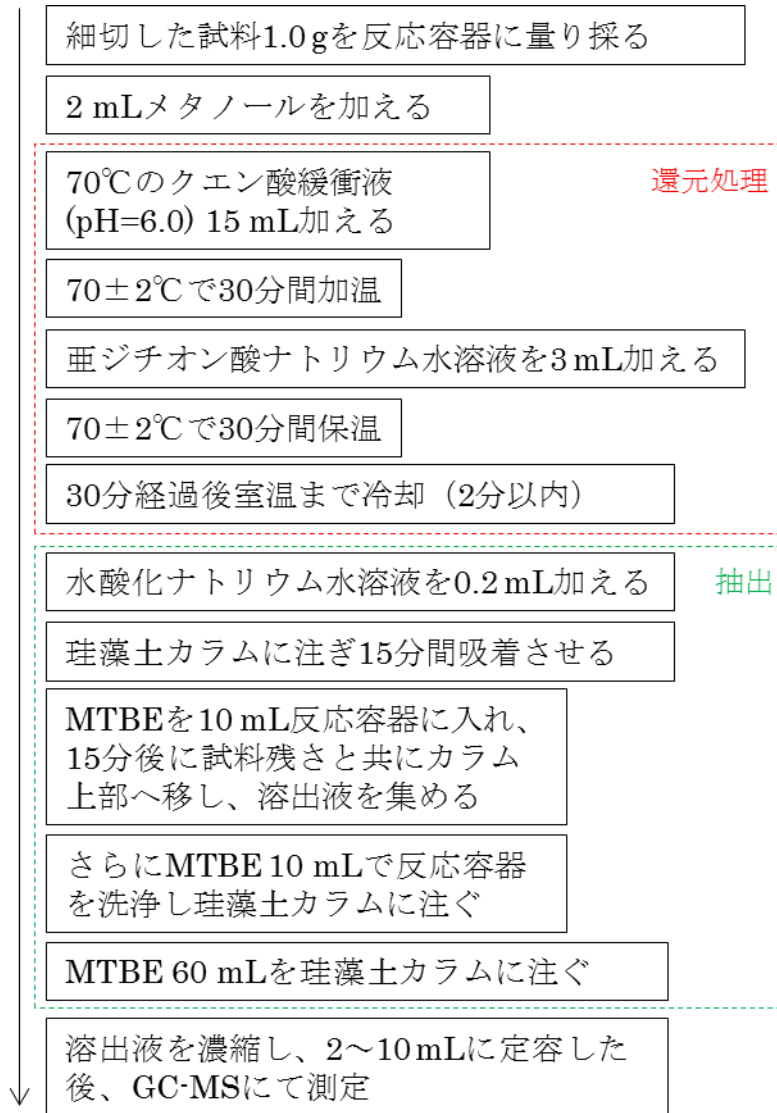 細切した試料1.0gを反応容器に量り採る
2 mLメタノールを加える
70℃のクエン酸緩衝液
(pH=6.0) 15 mL加える
還元処理
70±2℃で30分間加温
亜ジチオン酸ナトリウム水溶液を3mL加える
70±2℃で30分間保温
30分経過後室温まで冷却（2分以内）
水酸化ナトリウム水溶液を0.2mL加える
抽出
珪藻土カラムに注ぎ15分間吸着させる
MTBEを10mL反応容器に入れ、
15分後に試料残さと共にカラム
上部へ移し、溶出液を集める
さらにMTBE 10 mLで反応容器
を洗浄し珪藻土カラムに注ぐ
MTBE 60 mLを珪藻土カラムに注ぐ
溶出液を濃縮し、2～10mLに定容した
後、GC-MSにて測定